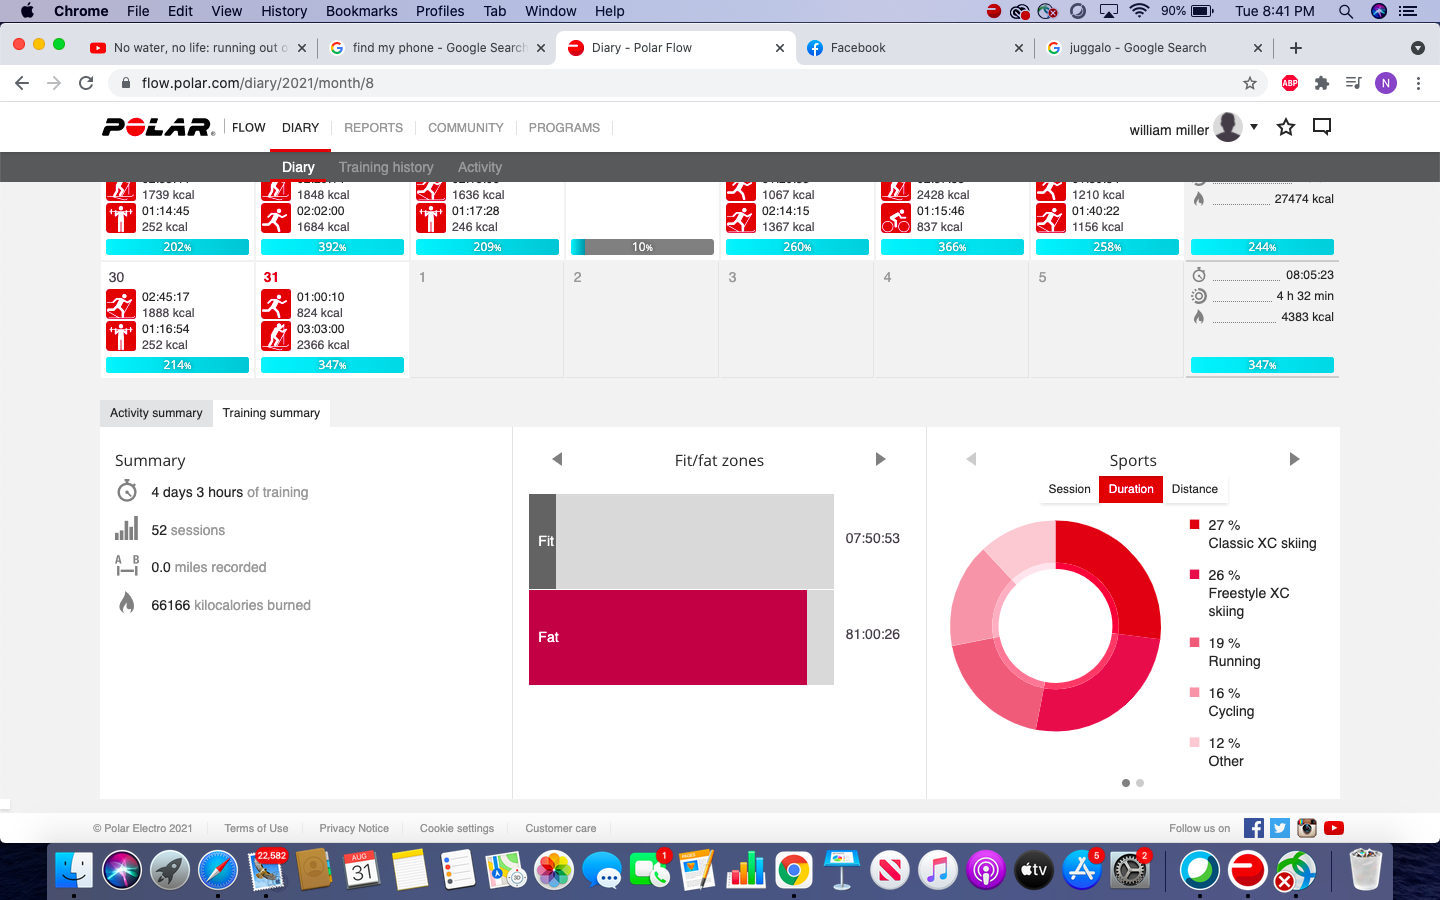 Chrome File Edit View History Bookmarks Profiles Tab Window Help 90% Tue 8:41 PM
No water, no life: running out o
find my phone - Google Search
Diary - Polar Flow
Facebook
juggalo - Google Search
flow.polar.com/diary/2021/month/8
ABP
N
POLAR
FLOW DIARY REPORTS COMMUNITY PROGRAMS
william miller
Diary Training history Activity
1739 kcal
01:14:45
252 kcal
202%
1848 kcal
02:02:00
1684 kcal
392%
1636 kcal
01:17:28
246 kcal
209%
10%
1067 kcal
02:14:15
1367 kcal
260%
2428 kcal
01:15:46
837 kcal
366%
1210 kcal
01:40:22
1156 kcal
258%
27474 kcal
244%
30
02:45:17
1888 kcal
01:16:54
252 kcal
214%
31
01:00:10
824 kcal
03:03:00
2366 kcal
347%
1
2
3
4
5
08:05:23
4 h 32 min
4383 kcal
347%
Activity summary
Training summary
Summary
4 days 3 hours of training
52 sessions
A B
0.0 miles recorded
66166 kilocalories burned
Fit/fat zones
Fit
07:50:53
Fat
81:00:26
Sports
Session Duration Distance
27 %
Classic XC skiing
26 %
Freestyle XC
skiing
19 %
Running
16 %
Cycling
12 %
Other
© Polar Electro 2021
Terms of Use
Privacy Notice
Cookie settings
Customer care
Follow us on
22,582
AUG
31
1
PAGES
tv
5
2